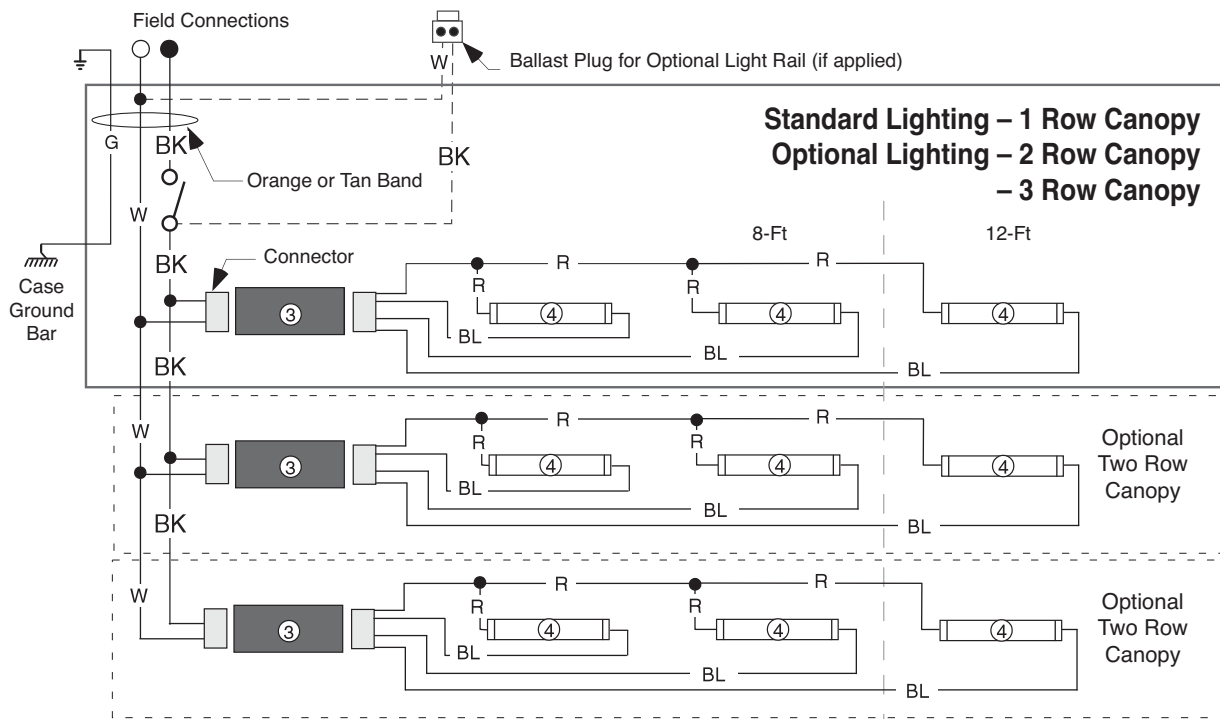 Field Connections
W
Ballast Plug for Optional Light Rail (if applied)
Standard Lighting – 1 Row Canopy
Optional Lighting – 2 Row Canopy
– 3 Row Canopy
G
BK
BK
Orange or Tan Band
W
8-Ft
12-Ft
BK
Connector
R
R
Case
Ground
Bar
R
R
3
4
4
4
BL
BL
BL
BK
W
R
R
R
R
Optional
Two Row
Canopy
3
4
4
4
BL
BL
BL
BK
W
R
R
R
R
Optional
Two Row
Canopy
3
4
4
4
BL
BL
BL